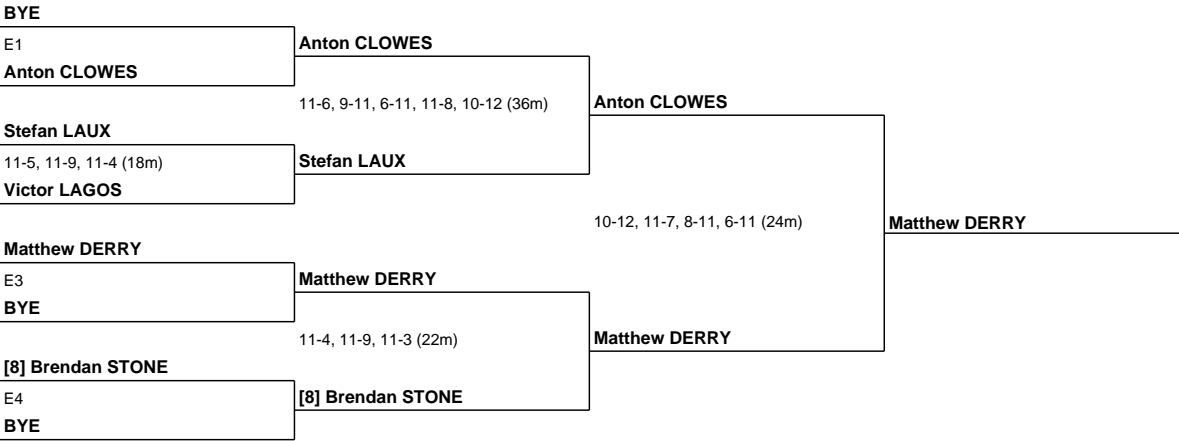 BYE
E1
Anton CLOWES
Anton CLOWES
11-6, 9-11, 6-11, 11-8, 10-12 (36m)
Anton CLOWES
Stefan LAUX
11-5, 11-9, 11-4 (18m)
Stefan LAUX
Victor LAGOS
10-12, 11-7, 8-11, 6-11 (24m)
Matthew DERRY
Matthew DERRY
E3
Matthew DERRY
BYE
11-4, 11-9, 11-3 (22m)
Matthew DERRY
[8] Brendan STONE
E4
[8] Brendan STONE
BYE